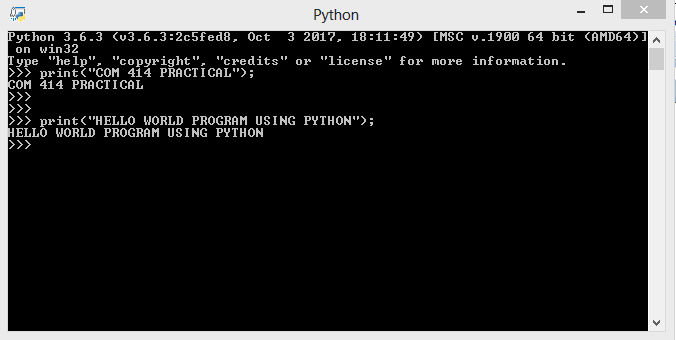 Python
Python 3.6.3 (v3.6.3:2c5fed8, Oct  3 2017, 18:11:49) [MSC v.1900 64 bit (AMD64)]
 on win32
Type "help", "copyright", "credits" or "license" for more information.
>>> print("COM 414 PRACTICAL");
COM 414 PRACTICAL
>>>
>>>
>>> print("HELLO WORLD PROGRAM USING PYTHON");
HELLO WORLD PROGRAM USING PYTHON
>>>